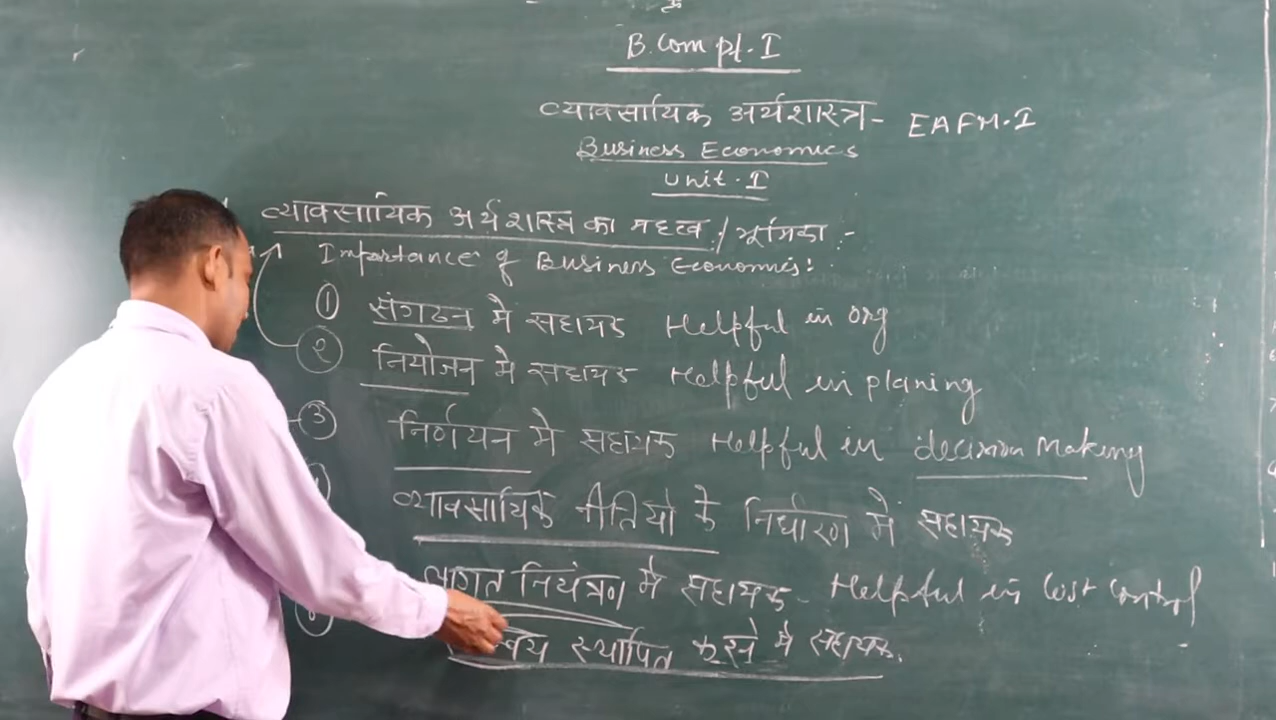 B.Com pt. I
व्यावसायिक अर्थशास्त्र - EAFM. I
Business Economics
Unit. I
व्यावसायिक अर्थशास्त्र का महत्व / भूमिका :-
Importance of Business Economics:
① संगठन मे सहायक Helpful in org
② नियोजन मे सहायक Helpful in planing
③ निर्णयन मे सहायक Helpful in decision making
व्यावसायिक नीतियो के निर्धारण मे सहायक
लागत नियंत्रण मे सहायक - Helpful in Cost Control
स्थापित करने मे सहायक.